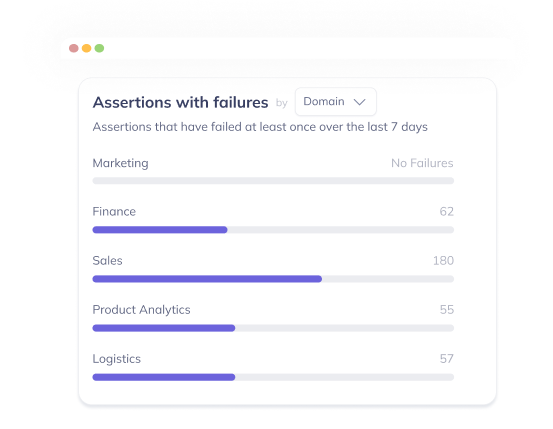 Assertions with failures by Domain
Assertions that have failed at least once over the last 7 days
Marketing No Failures
Finance 62
Sales 180
Product Analytics 55
Logistics 57